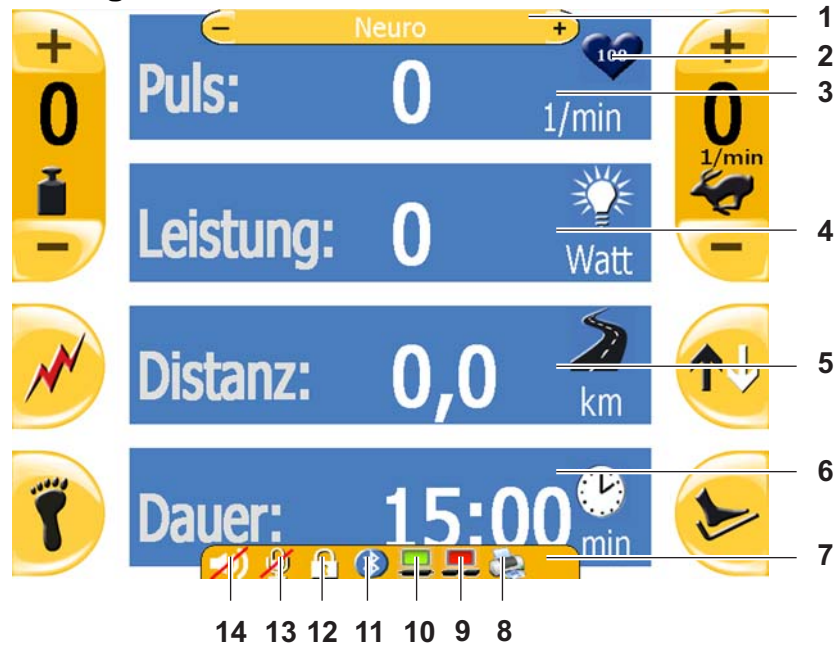 − Neuro + 1
100 2
+ Puls: 0 1/min + 3
0 0
1/min
− Leistung: 0 Watt − 4
Distanz: 0,0 km 5
Dauer: 15:00 min 6
7
14 13 12 11 10 9 8